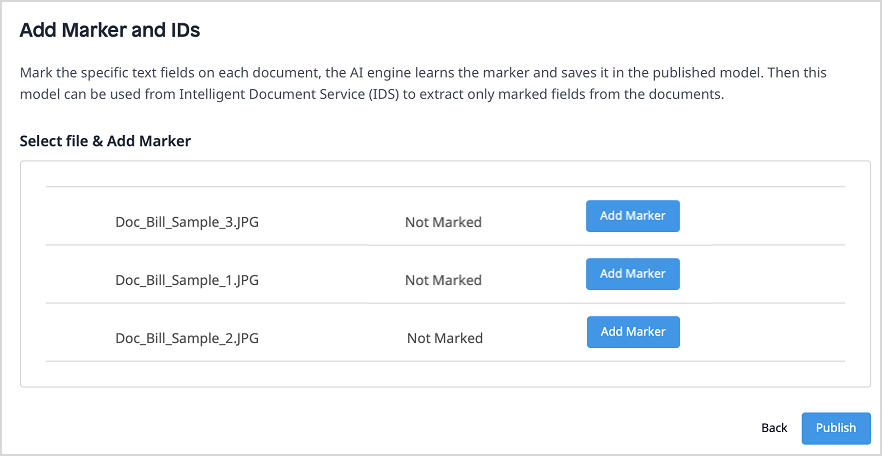 Add Marker and IDs
Mark the specific text fields on each document, the AI engine learns the marker and saves it in the published model. Then this
model can be used from Intelligent Document Service (IDS) to extract only marked fields from the documents.
Select file & Add Marker
Doc_Bill_Sample_3.JPG Not Marked Add Marker
Doc_Bill_Sample_1.JPG Not Marked Add Marker
Doc_Bill_Sample_2.JPG Not Marked Add Marker
Back Publish